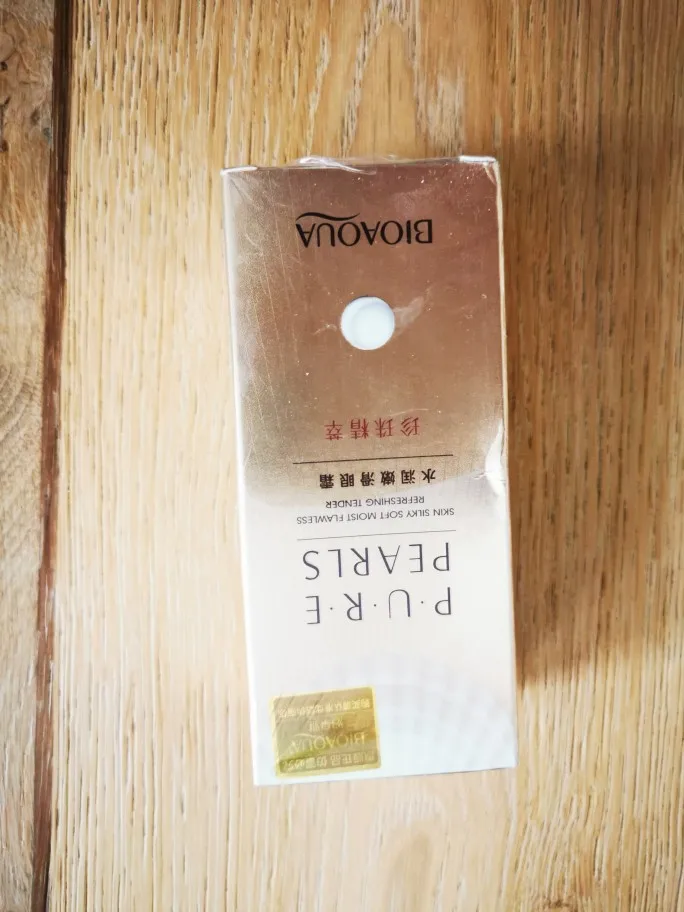 BIOAQUA
P·U·R·E
PEARLS
SKIN SILKY SOFT MOIST FLAWLESS
REFRESHING TENDER
水润嫩滑眼霜
珍珠精萃
BIOAQUA